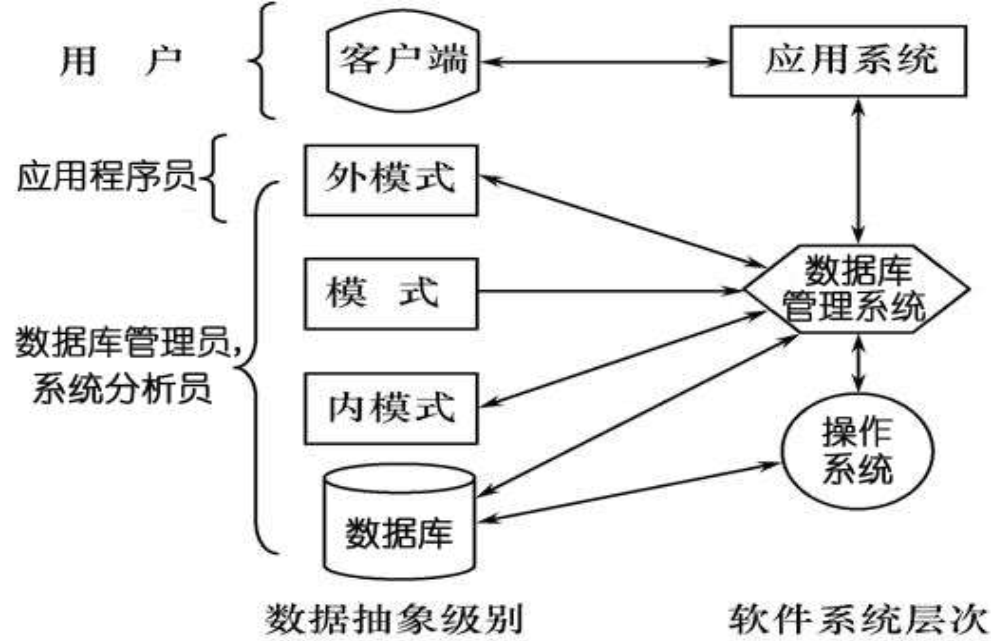 用 户
客户端
应用系统
应用程序员
外模式
模 式
数据库
管理系统
数据库管理员,
系统分析员
内模式
操作
系统
数据库
数据抽象级别
软件系统层次